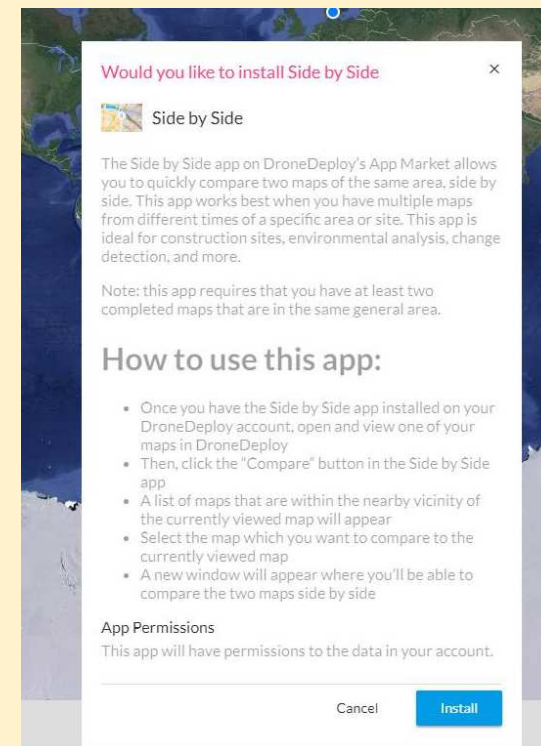 Would you like to install Side by Side
×
Side by Side
The Side by Side app on DroneDeploy's App Market allows
you to quickly compare two maps of the same area, side by
side. This app works best when you have multiple maps
from different times of a specific area or site. This app is
ideal for construction sites, environmental analysis, change
detection, and more.
Note: this app requires that you have at least two
completed maps that are in the same general area.
How to use this app:
• Once you have the Side by Side app installed on your
DroneDeploy account, open and view one of your
maps in DroneDeploy
• Then, click the "Compare" button in the Side by Side
app
• A list of maps that are within the nearby vicinity of
the currently viewed map will appear
• Select the map which you want to compare to the
currently viewed map
• A new window will appear where you'll be able to
compare the two maps side by side
App Permissions
This app will have permissions to the data in your account.
Cancel
Install